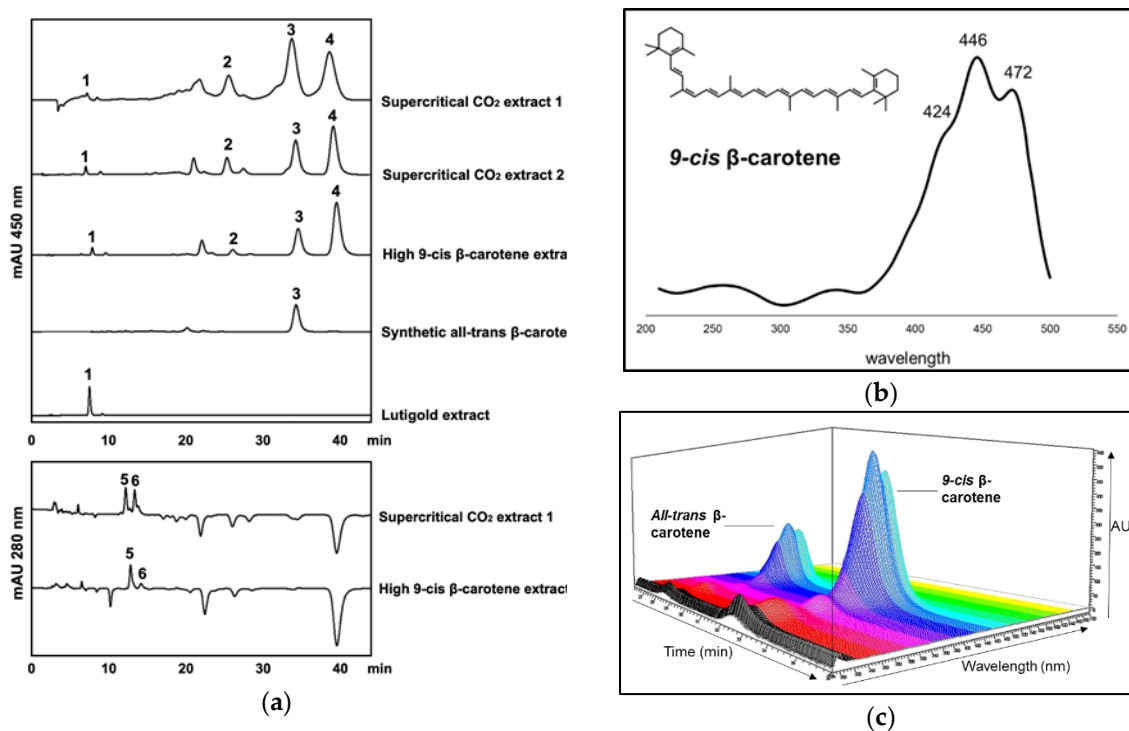 1
2
3
4
Supercritical CO2 extract 1
1
2
3
4
Supercritical CO2 extract 2
1
2
3
4
High 9-cis β-carotene extra
3
Synthetic all-trans β-carote
1
Lutigold extract
mAU 450 nm
0
10
20
30
40
min
5
6
Supercritical CO2 extract 1
5
6
High 9-cis β-carotene extract
mAU 280 nm
0
10
20
30
40
min
(a)
446
472
424
9-cis β-carotene
200
250
300
350
400
450
500
550
wavelength
(b)
9-cis β-
carotene
All-trans β-
carotene
AU
Time (min)
Wavelength (nm)
(c)